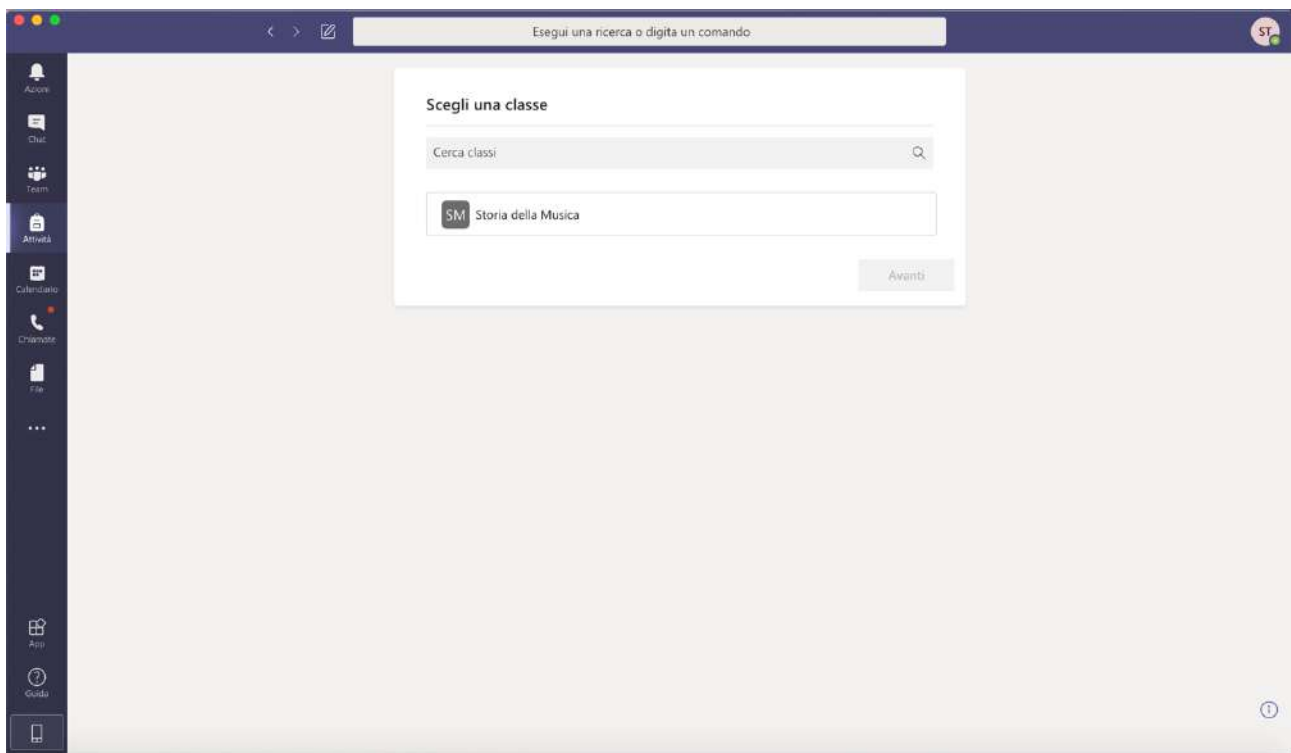 Esegui una ricerca o digita un comando
ST
Azioni
Chat
Team
Attività
Calendario
Chiamate
File
Scegli una classe
Cerca classi
SM Storia della Musica
Avanti
App
Guida